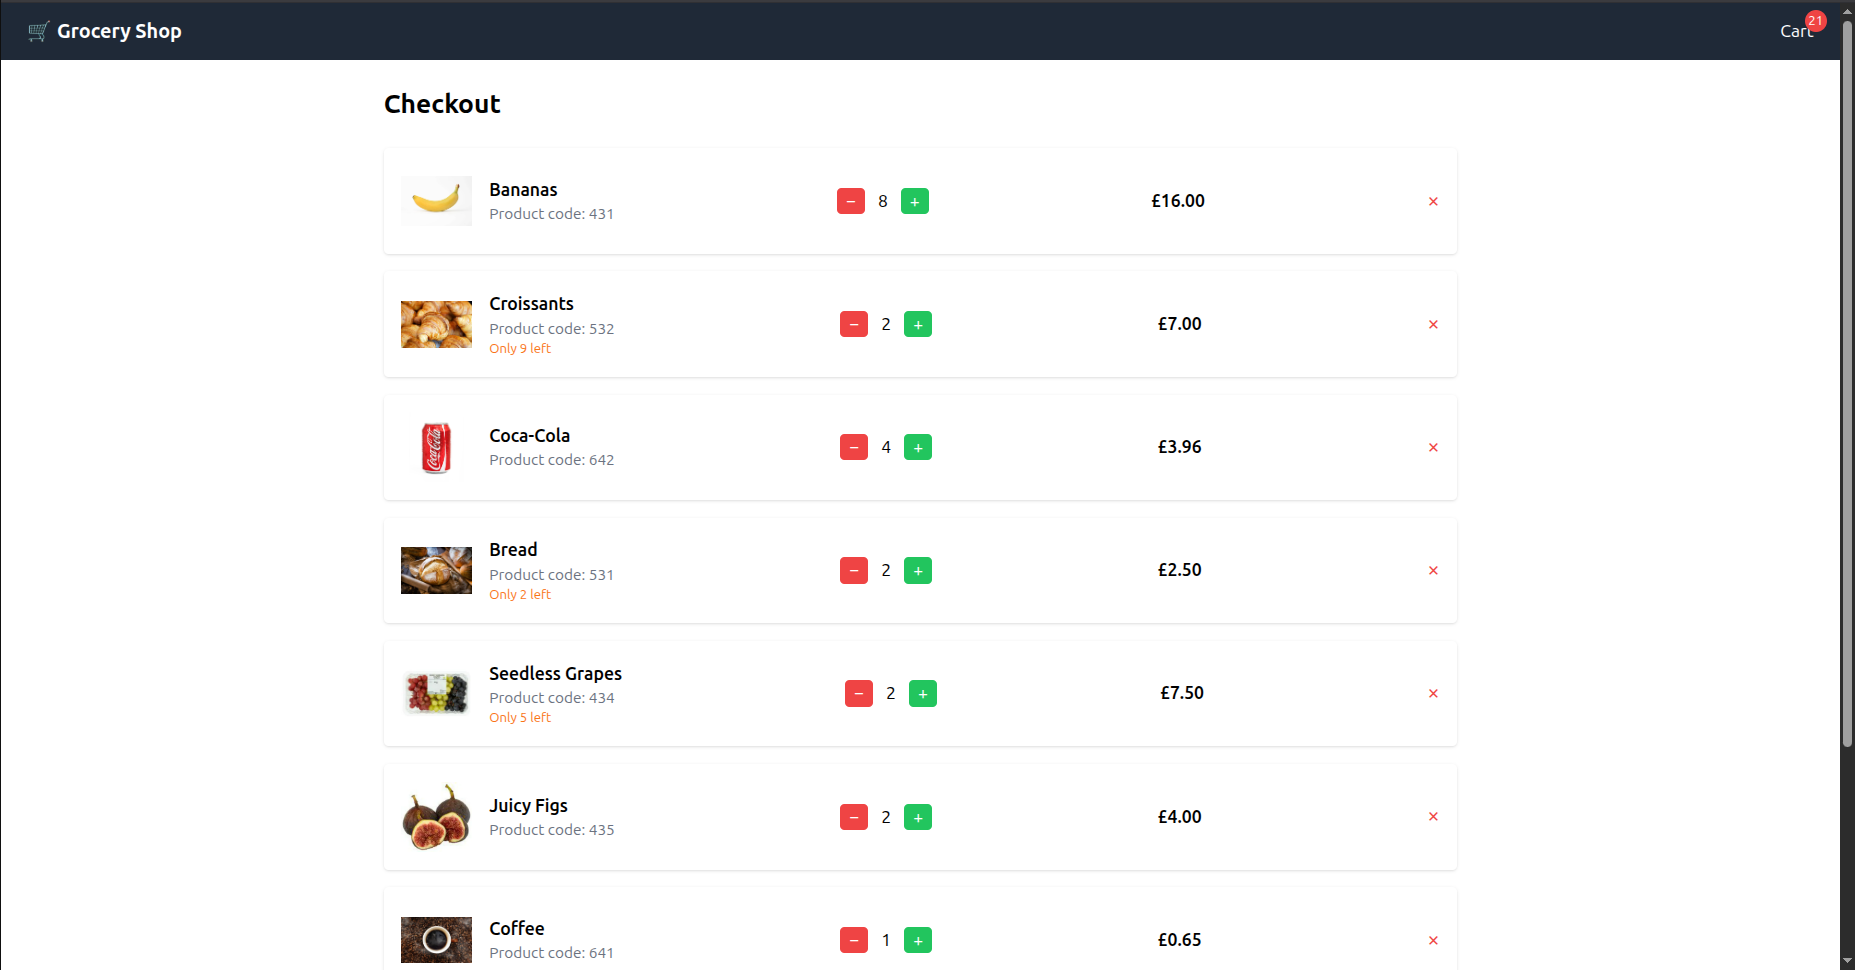 🛒 Grocery Shop
Cart 21
Checkout
Bananas
Product code: 431
− 8 +
£16.00
×
Croissants
Product code: 532
Only 9 left
− 2 +
£7.00
×
Coca-Cola
Product code: 642
− 4 +
£3.96
×
Coca-Cola
Bread
Product code: 531
Only 2 left
− 2 +
£2.50
×
Seedless Grapes
Product code: 434
Only 5 left
− 2 +
£7.50
×
Juicy Figs
Product code: 435
− 2 +
£4.00
×
Coffee
Product code: 641
− 1 +
£0.65
×